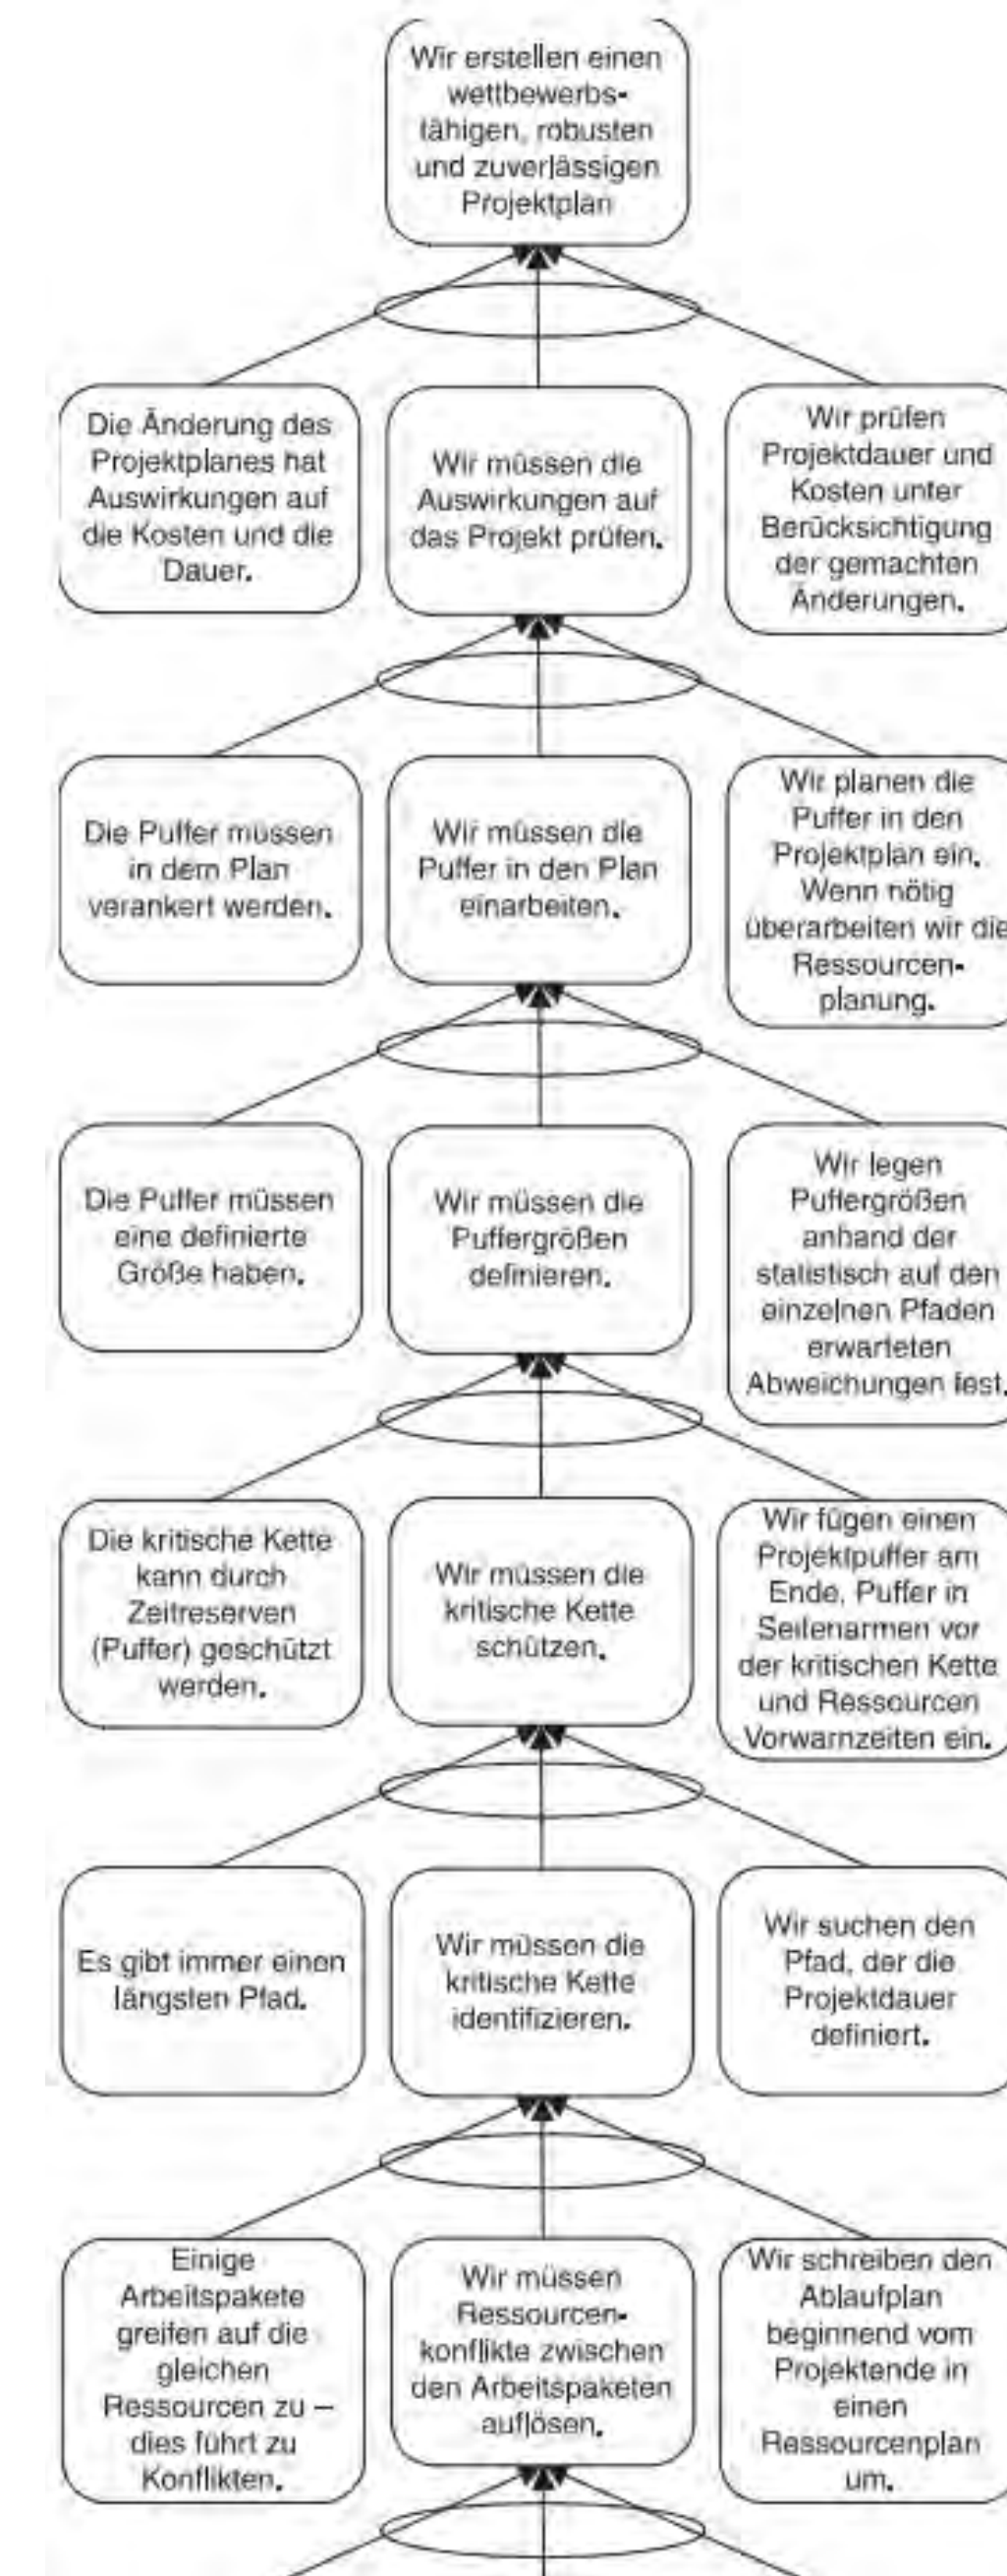 Wir erstellen einen
wettbewerbs-
fähigen, robusten
und zuverlässigen
Projektplan
Die Änderung des
Projektplanes hat
Auswirkungen auf
die Kosten und die
Dauer.
Wir müssen die
Auswirkungen auf
das Projekt prüfen.
Wir prüfen
Projektdauer und
Kosten unter
Berücksichtigung
der gemachten
Änderungen.
Die Puffer müssen
in dem Plan
verankert werden.
Wir müssen die
Puffer in den Plan
einarbeiten.
Wir planen die
Puffer in den
Projektplan ein.
Wenn nötig
überarbeiten wir die
Ressourcen-
planung.
Die Puffer müssen
eine definierte
Größe haben.
Wir müssen die
Puffergrößen
definieren.
Wir legen
Puffergrößen
anhand der
statistisch auf den
einzelnen Pfaden
erwarteten
Abweichungen fest.
Die kritische Kette
kann durch
Zeitreserven
(Puffer) geschützt
werden.
Wir müssen die
kritische Kette
schützen.
Wir fügen einen
Projektpuffer am
Ende, Puffer in
Seitenarmen vor
der kritischen Kette
und Ressourcen
Vorwarnzeiten ein.
Es gibt immer einen
längsten Pfad.
Wir müssen die
kritische Kette
identifizieren.
Wir suchen den
Pfad, der die
Projektdauer
definiert.
Einige
Arbeitspakete
greifen auf die
gleichen
Ressourcen zu –
dies führt zu
Konflikten.
Wir müssen
Ressourcen-
konflikte zwischen
den Arbeitspaketen
auflösen.
Wir schreiben den
Ablaufplan
beginnend vom
Projektende in
einen
Ressourcenplan
um.